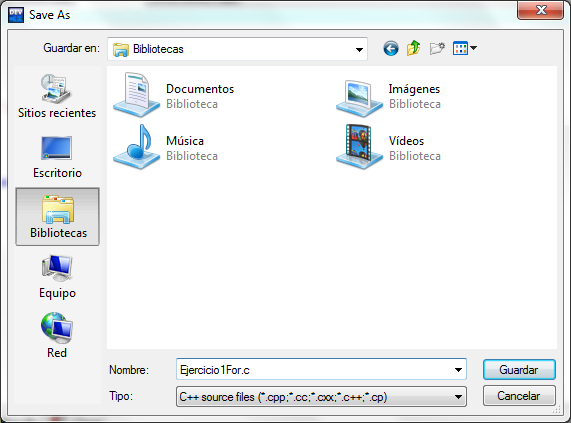 DEV
Save As
Guardar en:
Bibliotecas
Sitios recientes
Escritorio
Bibliotecas
Equipo
Red
Documentos
Biblioteca
Imágenes
Biblioteca
Música
Biblioteca
Vídeos
Biblioteca
Nombre:
Ejercicio1For.c
Guardar
Tipo:
C++ source files (*.cpp;*.cc;*.cxx;*.c++;*.cp)
Cancelar